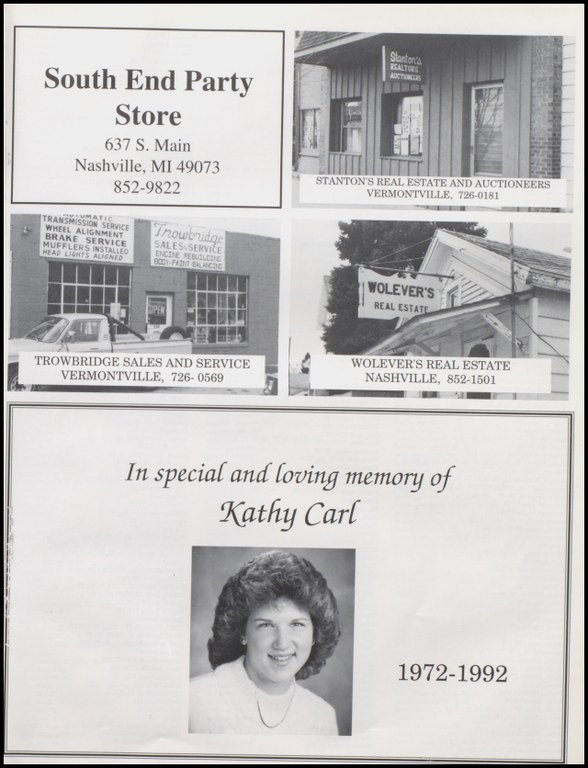 South End Party
Store
637 S. Main
Nashville, MI 49073
852-9822
Stanton's
REALTORS
AUCTIONEERS
STANTON'S REAL ESTATE AND AUCTIONEERS
VERMONTVILLE, 726-0181
AUTOMATIC
TRANSMISSION SERVICE
WHEEL ALIGNMENT
BRAKE SERVICE
MUFFLERS INSTALLED
HEAD LIGHTS ALIGNED
Trowbridge
SALES & SERVICE
ENGINE REBUILDING
BODY-PAINT-BALANCING
OPEN
TROWBRIDGE SALES AND SERVICE
VERMONTVILLE, 726- 0569
WOLEVER'S
REAL ESTATE
WOLEVER'S REAL ESTATE
NASHVILLE, 852-1501
In special and loving memory of
Kathy Carl
1972-1992